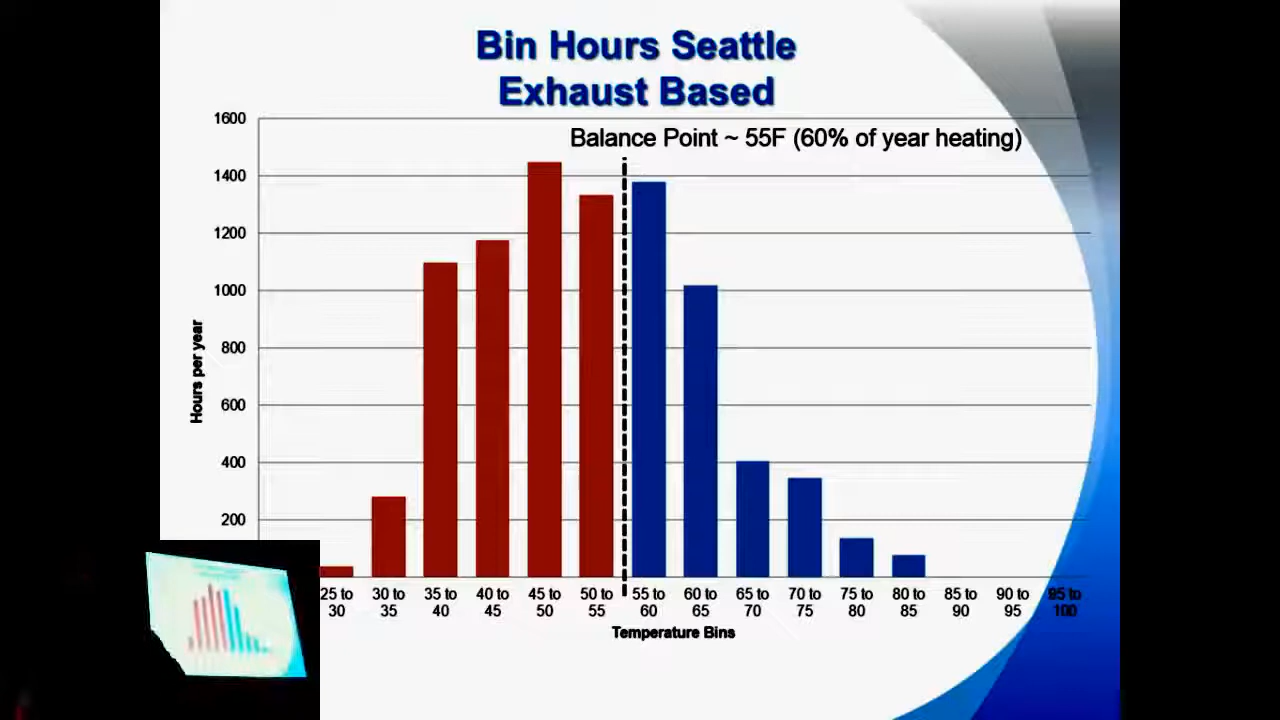 Bin Hours Seattle
Exhaust Based
Balance Point ~ 55F (60% of year heating)
1600
1400
1200
1000
800
600
400
200
Hours per year
25 to 30 to 35 to 40 to 45 to 50 to 55 to 60 to 65 to 70 to 75 to 80 to 85 to 90 to 95 to
30 35 40 45 50 55 60 65 70 75 80 85 90 95 100
Temperature Bins